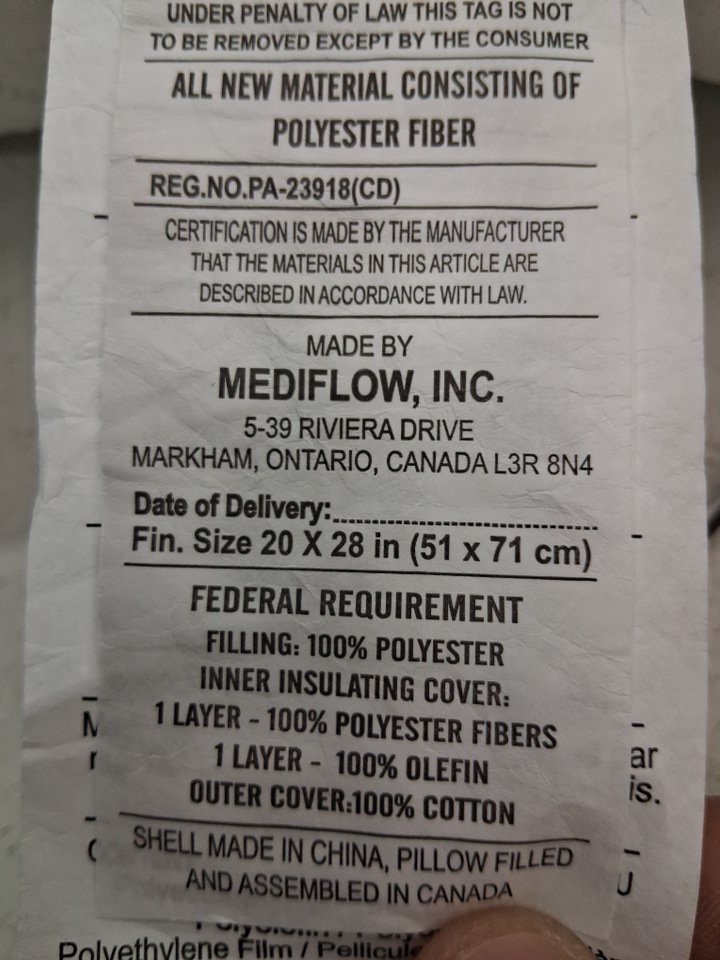 UNDER PENALTY OF LAW THIS TAG IS NOT
TO BE REMOVED EXCEPT BY THE CONSUMER
ALL NEW MATERIAL CONSISTING OF
POLYESTER FIBER
REG.NO.PA-23918(CD)
CERTIFICATION IS MADE BY THE MANUFACTURER
THAT THE MATERIALS IN THIS ARTICLE ARE
DESCRIBED IN ACCORDANCE WITH LAW.
MADE BY
MEDIFLOW, INC.
5-39 RIVIERA DRIVE
MARKHAM, ONTARIO, CANADA L3R 8N4
Date of Delivery:
Fin. Size 20 X 28 in (51 x 71 cm)
FEDERAL REQUIREMENT
FILLING: 100% POLYESTER
INNER INSULATING COVER:
1 LAYER - 100% POLYESTER FIBERS
1 LAYER - 100% OLEFIN
OUTER COVER:100% COTTON
SHELL MADE IN CHINA, PILLOW FILLED
AND ASSEMBLED IN CANADA
Polyethylene Film / Pellicule